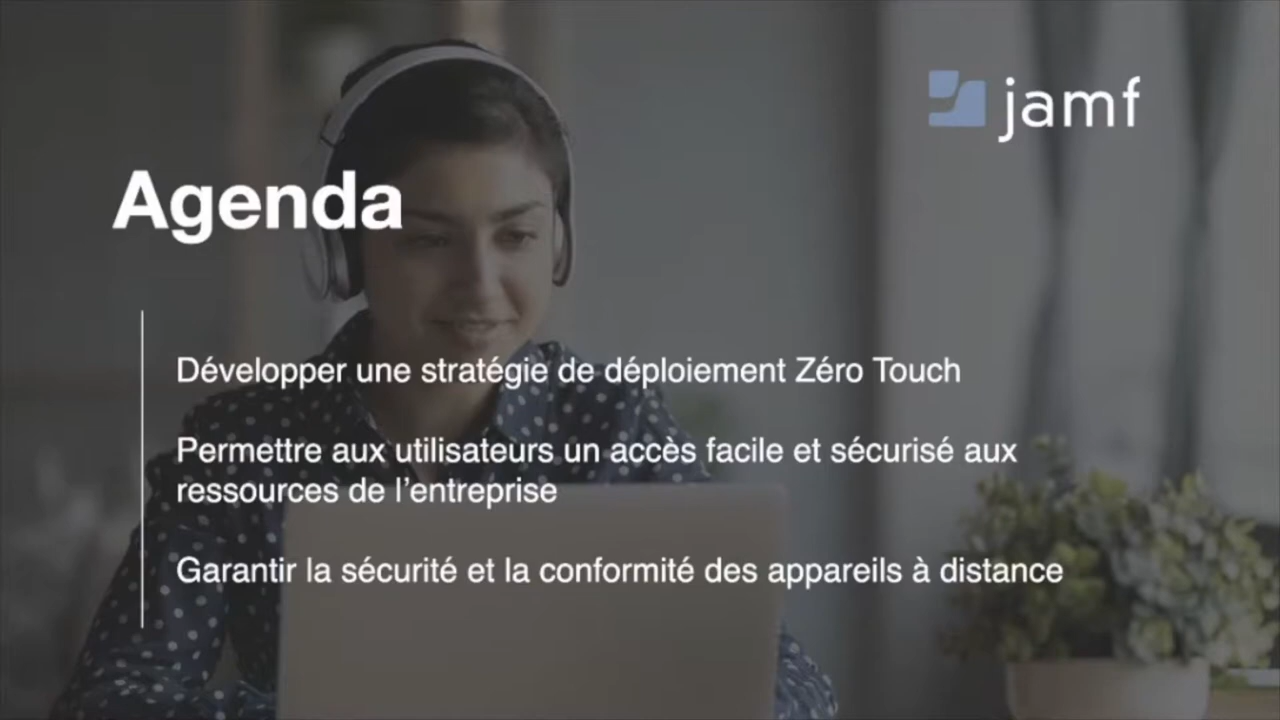 jamf
Agenda
Développer une stratégie de déploiement Zéro Touch
Permettre aux utilisateurs un accès facile et sécurisé aux
ressources de l’entreprise
Garantir la sécurité et la conformité des appareils à distance